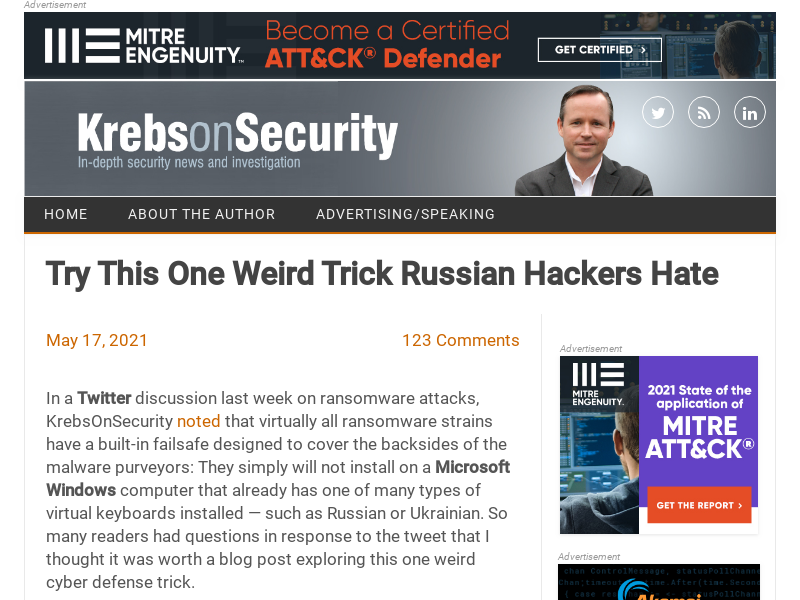 Advertisement
MITRE
ENGENUITY™
Become a Certified
ATT&CK® Defender
GET CERTIFIED >
KrebsonSecurity
In-depth security news and investigation
HOME ABOUT THE AUTHOR ADVERTISING/SPEAKING
Try This One Weird Trick Russian Hackers Hate
May 17, 2021 123 Comments
In a Twitter discussion last week on ransomware attacks,
KrebsOnSecurity noted that virtually all ransomware strains
have a built-in failsafe designed to cover the backsides of the
malware purveyors: They simply will not install on a Microsoft
Windows computer that already has one of many types of
virtual keyboards installed — such as Russian or Ukrainian. So
many readers had questions in response to the tweet that I
thought it was worth a blog post exploring this one weird
cyber defense trick.
Advertisement
MITRE
ENGENUITY
2021 State of the
application of
MITRE
ATT&CK®
GET THE REPORT >
Advertisement
Akamai